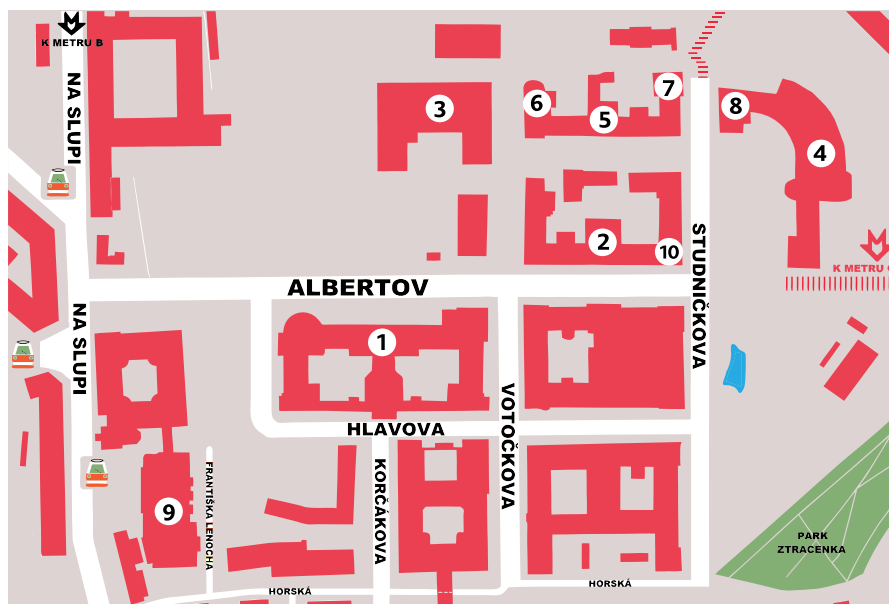 K METRU B
NA SLUPI
3
6
5
7
8
4
2
10
STUDNIČKOVA
K METRU C
ALBERTOV
NA SLUPI
1
HLAVOVA
VOTOČKOVA
KORČÁKOVA
FRANTIŠKA LENOCHA
9
PARK
ZTRACENKA
HORSKÁ
HORSKÁ